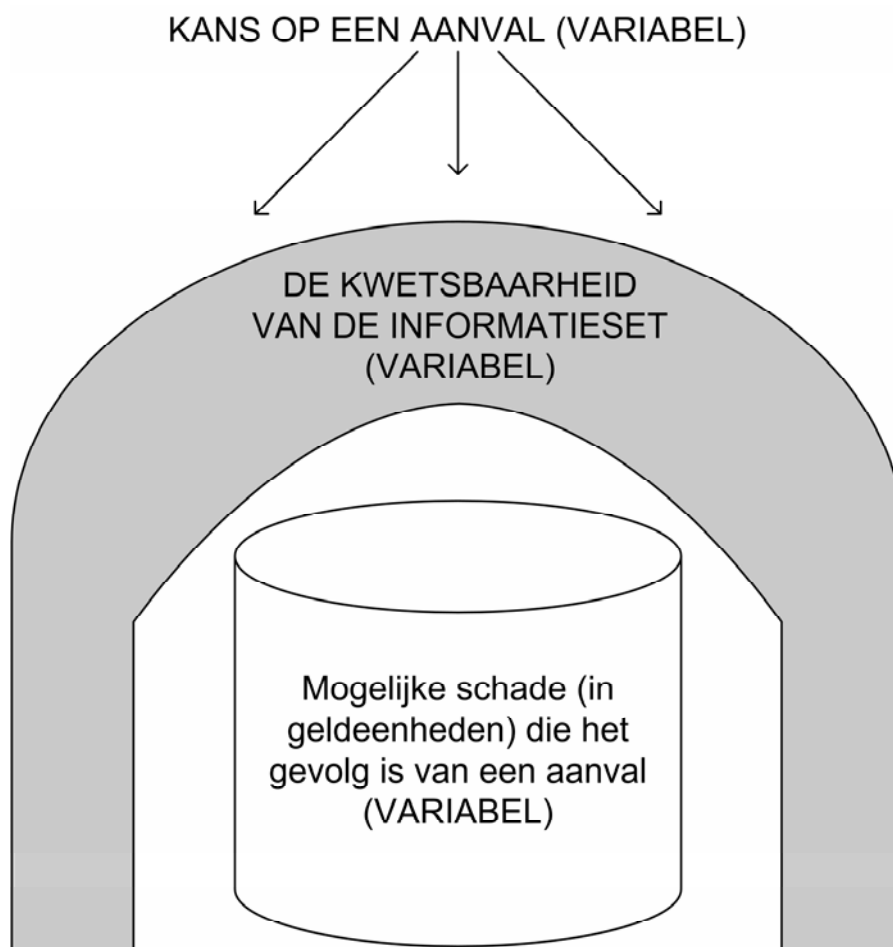 KANS OP EEN AANVAL (VARIABEL)
DE KWETSBAARHEID
VAN DE INFORMATIESET
(VARIABEL)
Mogelijke schade (in
geldeenheden) die het
gevolg is van een aanval
(VARIABEL)